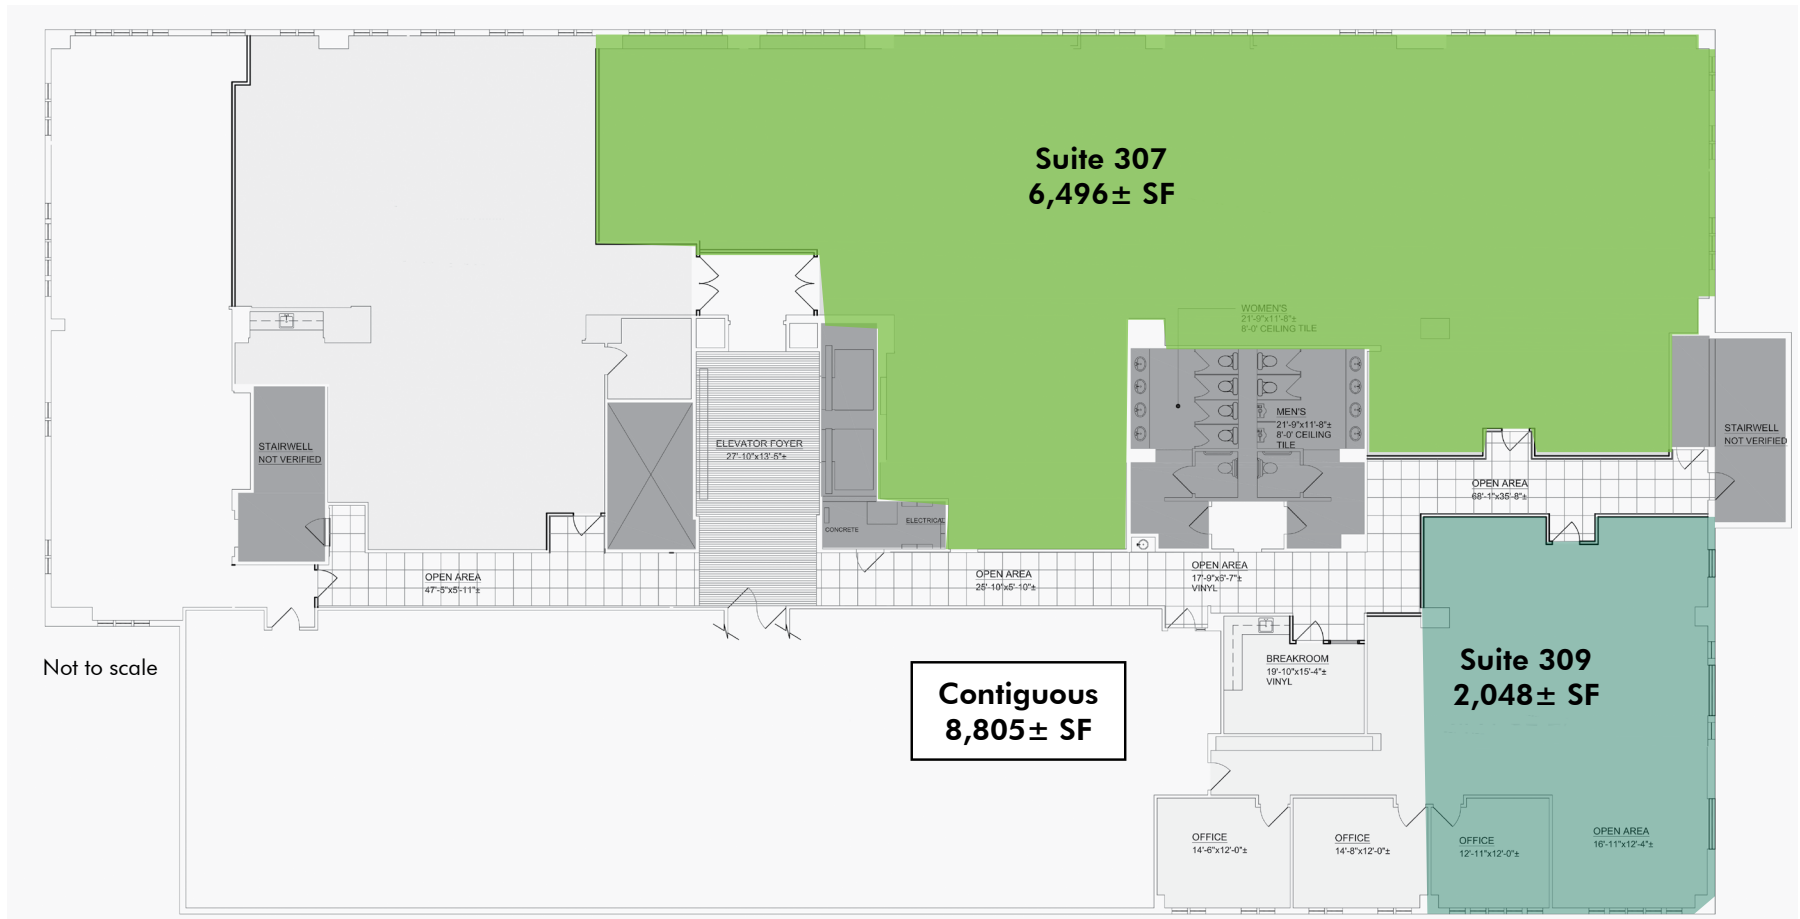 Suite 307
6,496± SF
WOMEN'S
21'-9"x11'-8"±
8'-0' CEILING TILE
MEN'S
21'-9"x11'-8"±
8'-0' CEILING
TILE
STAIRWELL
NOT VERIFIED
ELEVATOR FOYER
27'-10"x13'-5"±
STAIRWELL
NOT VERIFIED
OPEN AREA
68'-1"x35'-8"±
CONCRETE
ELECTRICAL
OPEN AREA
47'-5"x5'-11"±
OPEN AREA
25'-10"x5'-10"±
OPEN AREA
17'-9"x6'-7"±
VINYL
Not to scale
Contiguous
8,805± SF
BREAKROOM
19'-10"x15'-4"±
VINYL
Suite 309
2,048± SF
OFFICE
14'-6"x12'-0"±
OFFICE
14'-8"x12'-0"±
OFFICE
12'-11"x12'-0"±
OPEN AREA
16'-11"x12'-4"±